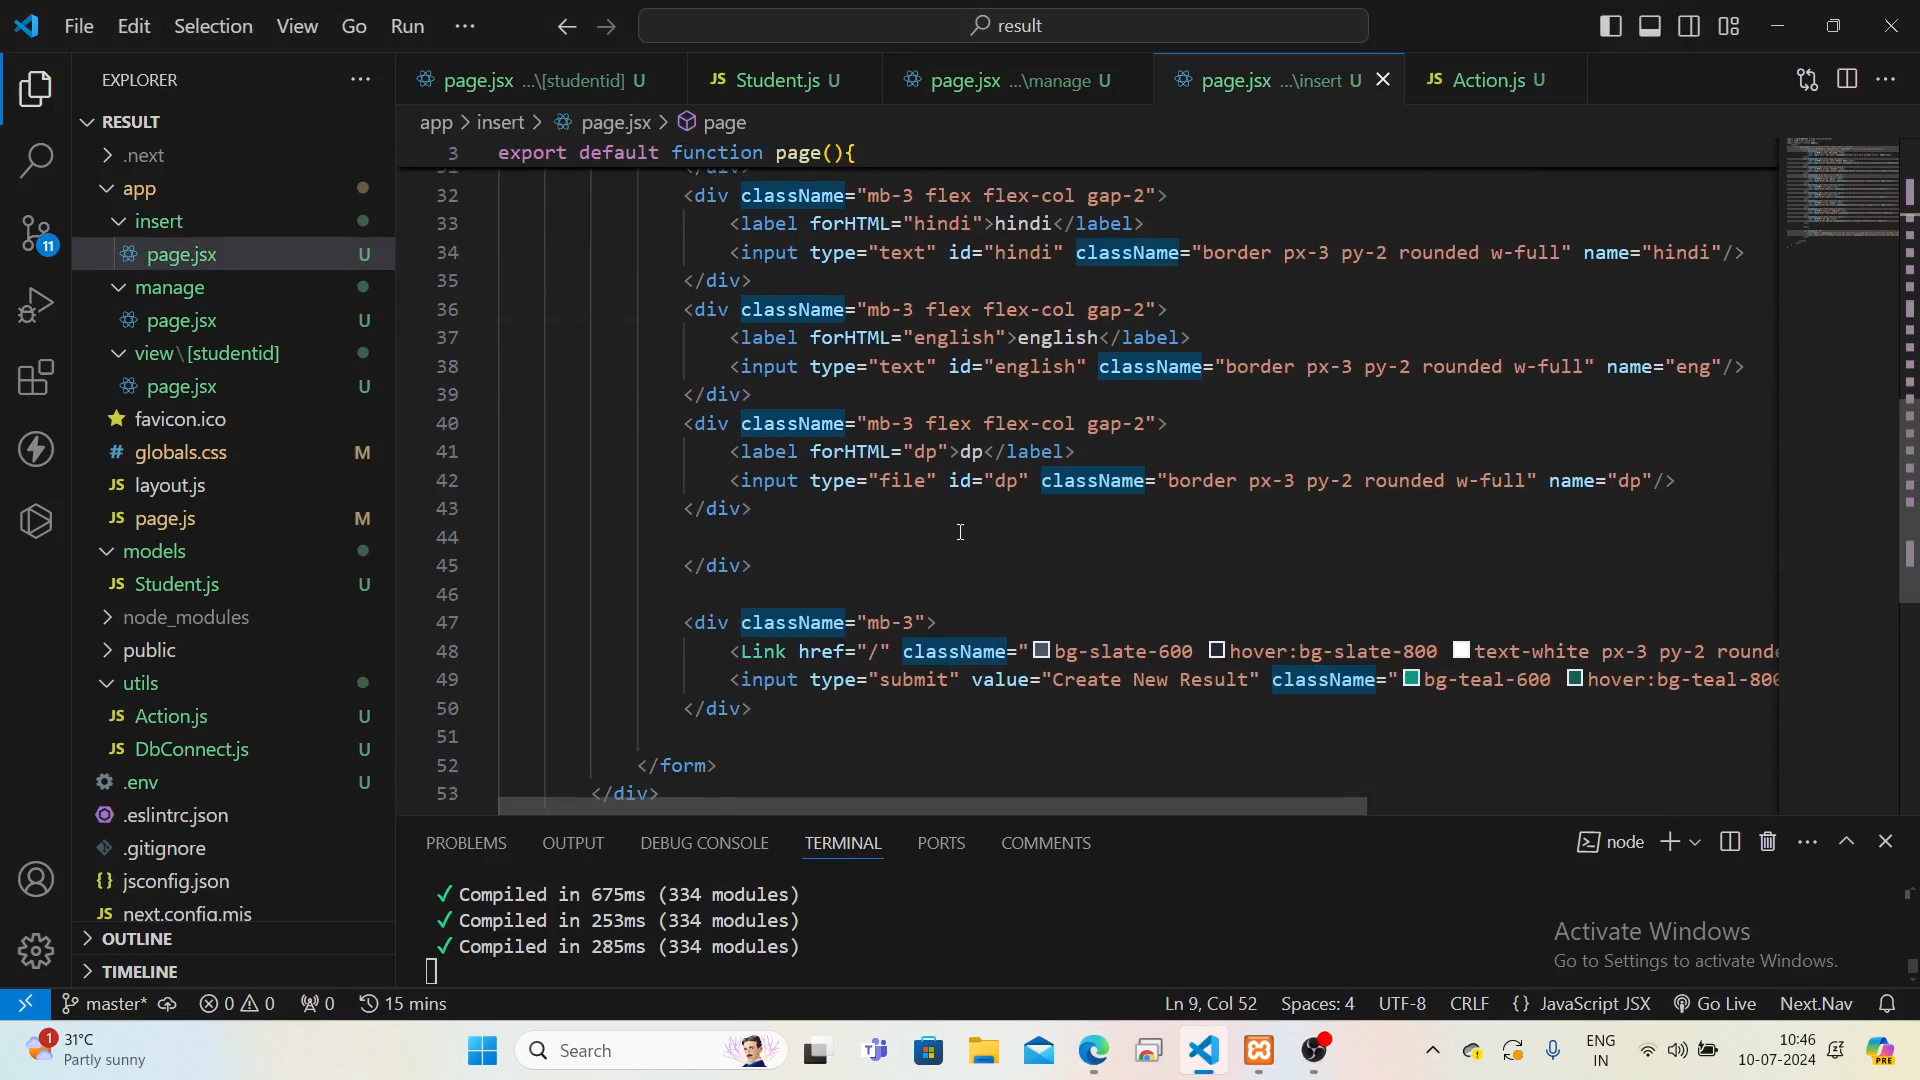 File Edit Selection View Go Run ··· result
EXPLORER ···
page.jsx ...\[studentid] U
Student.js U
page.jsx ...\manage U
page.jsx ...\insert U
Action.js U
RESULT
.next
app
insert
page.jsx U
manage
page.jsx U
view\[studentid]
page.jsx U
favicon.ico
globals.css M
layout.js
page.js M
models
Student.js U
node_modules
public
utils
Action.js U
DbConnect.js U
.env U
.eslintrc.json
.gitignore
jsconfig.json
next.config.mjs
OUTLINE
TIMELINE
11
app > insert > page.jsx > page
3 export default function page(){
31 </div>
32 <div className="mb-3 flex flex-col gap-2">
33 <label forHTML="hindi">hindi</label>
34 <input type="text" id="hindi" className="border px-3 py-2 rounded w-full" name="hindi"/>
35 </div>
36 <div className="mb-3 flex flex-col gap-2">
37 <label forHTML="english">english</label>
38 <input type="text" id="english" className="border px-3 py-2 rounded w-full" name="eng"/>
39 </div>
40 <div className="mb-3 flex flex-col gap-2">
41 <label forHTML="dp">dp</label>
42 <input type="file" id="dp" className="border px-3 py-2 rounded w-full" name="dp"/>
43 </div>
44
45 </div>
46
47 <div className="mb-3">
48 <Link href="/" className="bg-slate-600 hover:bg-slate-800 text-white px-3 py-2 rounde
49 <input type="submit" value="Create New Result" className="bg-teal-600 hover:bg-teal-800
50 </div>
51
52 </form>
53 </div>
PROBLEMS OUTPUT DEBUG CONSOLE TERMINAL PORTS COMMENTS
node
✓ Compiled in 675ms (334 modules)
✓ Compiled in 253ms (334 modules)
✓ Compiled in 285ms (334 modules)
Activate Windows
Go to Settings to activate Windows.
master* 0 0 0 15 mins Ln 9, Col 52 Spaces: 4 UTF-8 CRLF {} JavaScript JSX Go Live Next.Nav
1
31°C
Partly sunny
Search
ENG
IN
10:46
10-07-2024
PRE